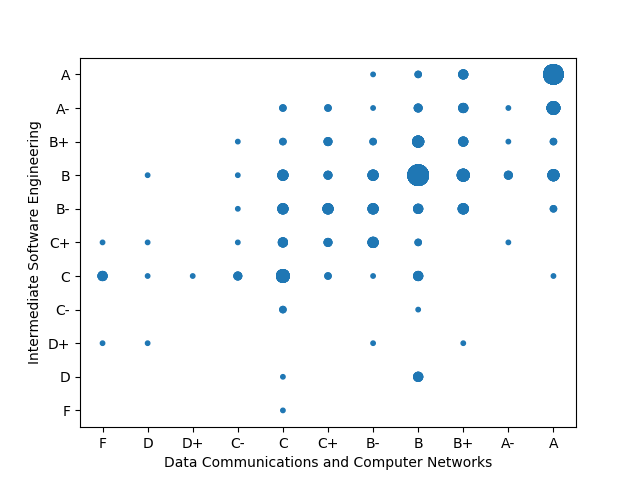 A
A-
B+
B
B-
C+
C
C-
D+
D
F
Intermediate Software Engineering
F D D+ C- C C+ B- B B+ A- A
Data Communications and Computer Networks